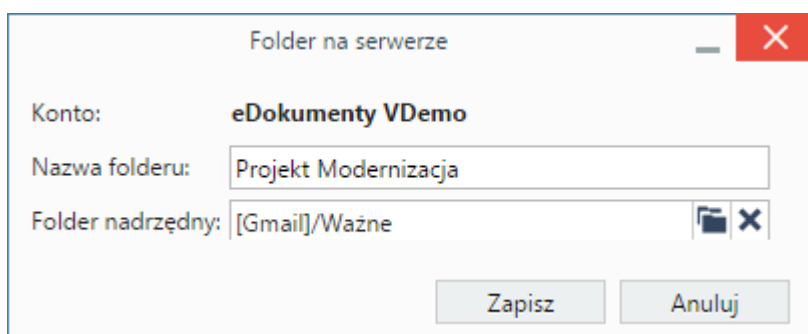 Folder na serwerze
Konto: eDokumenty VDemo
Nazwa folderu: Projekt Modernizacja
Folder nadrzędny: [Gmail]/Ważne
Zapisz Anuluj